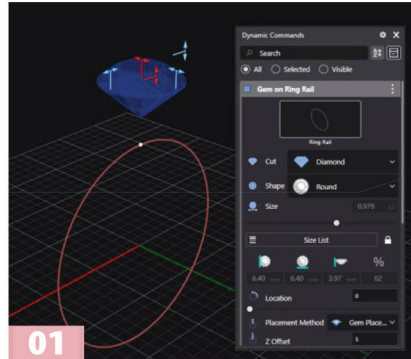 Dynamic Commands
Search
All Selected Visible
Gem on Ring Rail
Ring Rail
Cut Diamond
Shape Round
Size 0.879
Size List
%
6.40 6.40 3.97 62
Location 0
Placement Method Gem Place...
Z Offset 5
01